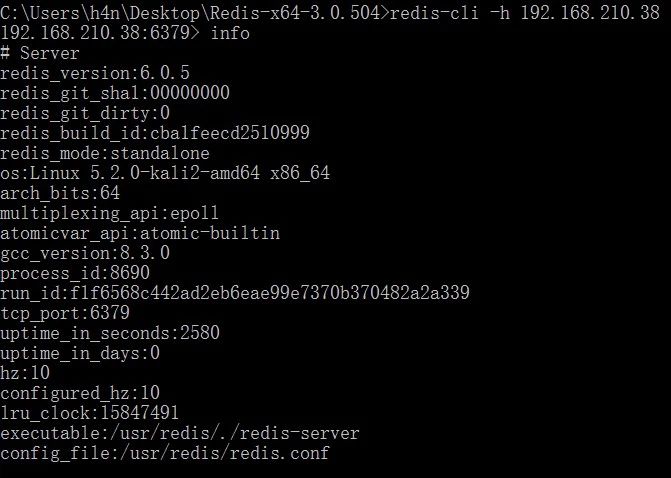 C:\Users\h4n\Desktop\Redis-x64-3.0.504>redis-cli -h 192.168.210.38
192.168.210.38:6379> info
# Server
redis_version:6.0.5
redis_git_sha1:00000000
redis_git_dirty:0
redis_build_id:cba1feecd2510999
redis_mode:standalone
os:Linux 5.2.0-kali2-amd64 x86_64
arch_bits:64
multiplexing_api:epoll
atomicvar_api:atomic-builtin
gcc_version:8.3.0
process_id:8690
run_id:f1f6568c442ad2eb6eae99e7370b370482a2a339
tcp_port:6379
uptime_in_seconds:2580
uptime_in_days:0
hz:10
configured_hz:10
lru_clock:15847491
executable:/usr/redis/./redis-server
config_file:/usr/redis/redis.conf